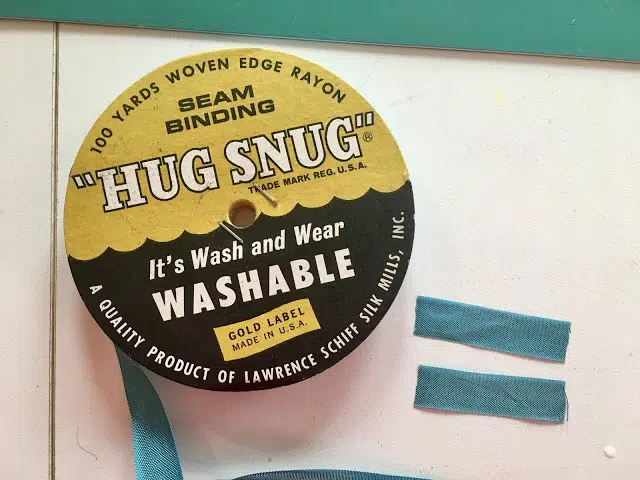 100 YARDS WOVEN EDGE RAYON
SEAM
BINDING
"HUG SNUG"®
TRADE MARK REG. U.S.A.
It's Wash and Wear
WASHABLE
GOLD LABEL
MADE IN U.S.A.
A QUALITY PRODUCT OF LAWRENCE SCHIFF SILK MILLS, INC.